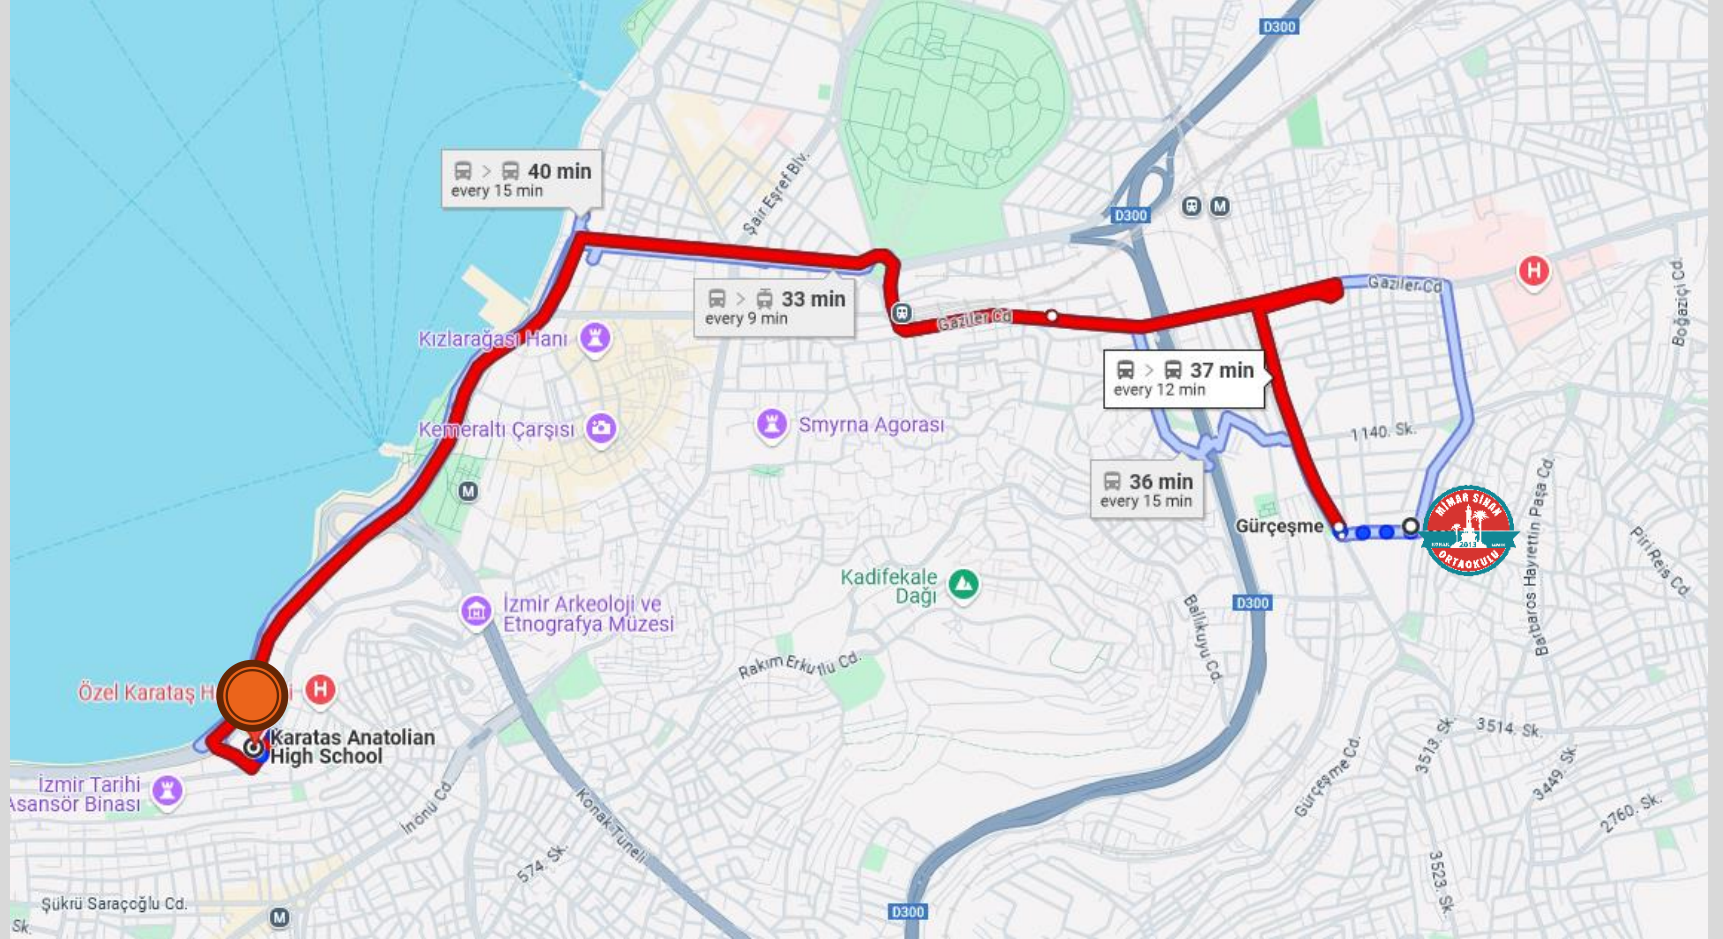 D300
40 min
every 15 min
Şair Eşref Blv.
D300
M
33 min
every 9 min
Gaziler Cd
Gaziler Cd
H
Boğaziçi Cd.
Kızlarağası Hanı
37 min
every 12 min
Kemeraltı Çarşısı
Smyrna Agorası
1140. Sk.
M
36 min
every 15 min
MİMAR SİNAN
2013
ORTAOKULU
Gürçeşme
Barbaros Hayrettin Paşa Cd.
Piri Reis Cd.
Kadifekale
Dağı
İzmir Arkeoloji ve
Etnografya Müzesi
D300
Ballıkuyu Cd.
Rakım Erkutlu Cd.
Özel Karataş H
i
H
Karatas Anatolian
High School
3513. Sk.
3514. Sk.
İzmir Tarihi
Asansör Binası
İnönü Cd.
Konak Tüneli
Gürçeşme Cd.
3449. Sk.
2760. Sk.
574. Sk.
3523. Sk.
Şükrü Saraçoğlu Cd.
M
D300
Sk.